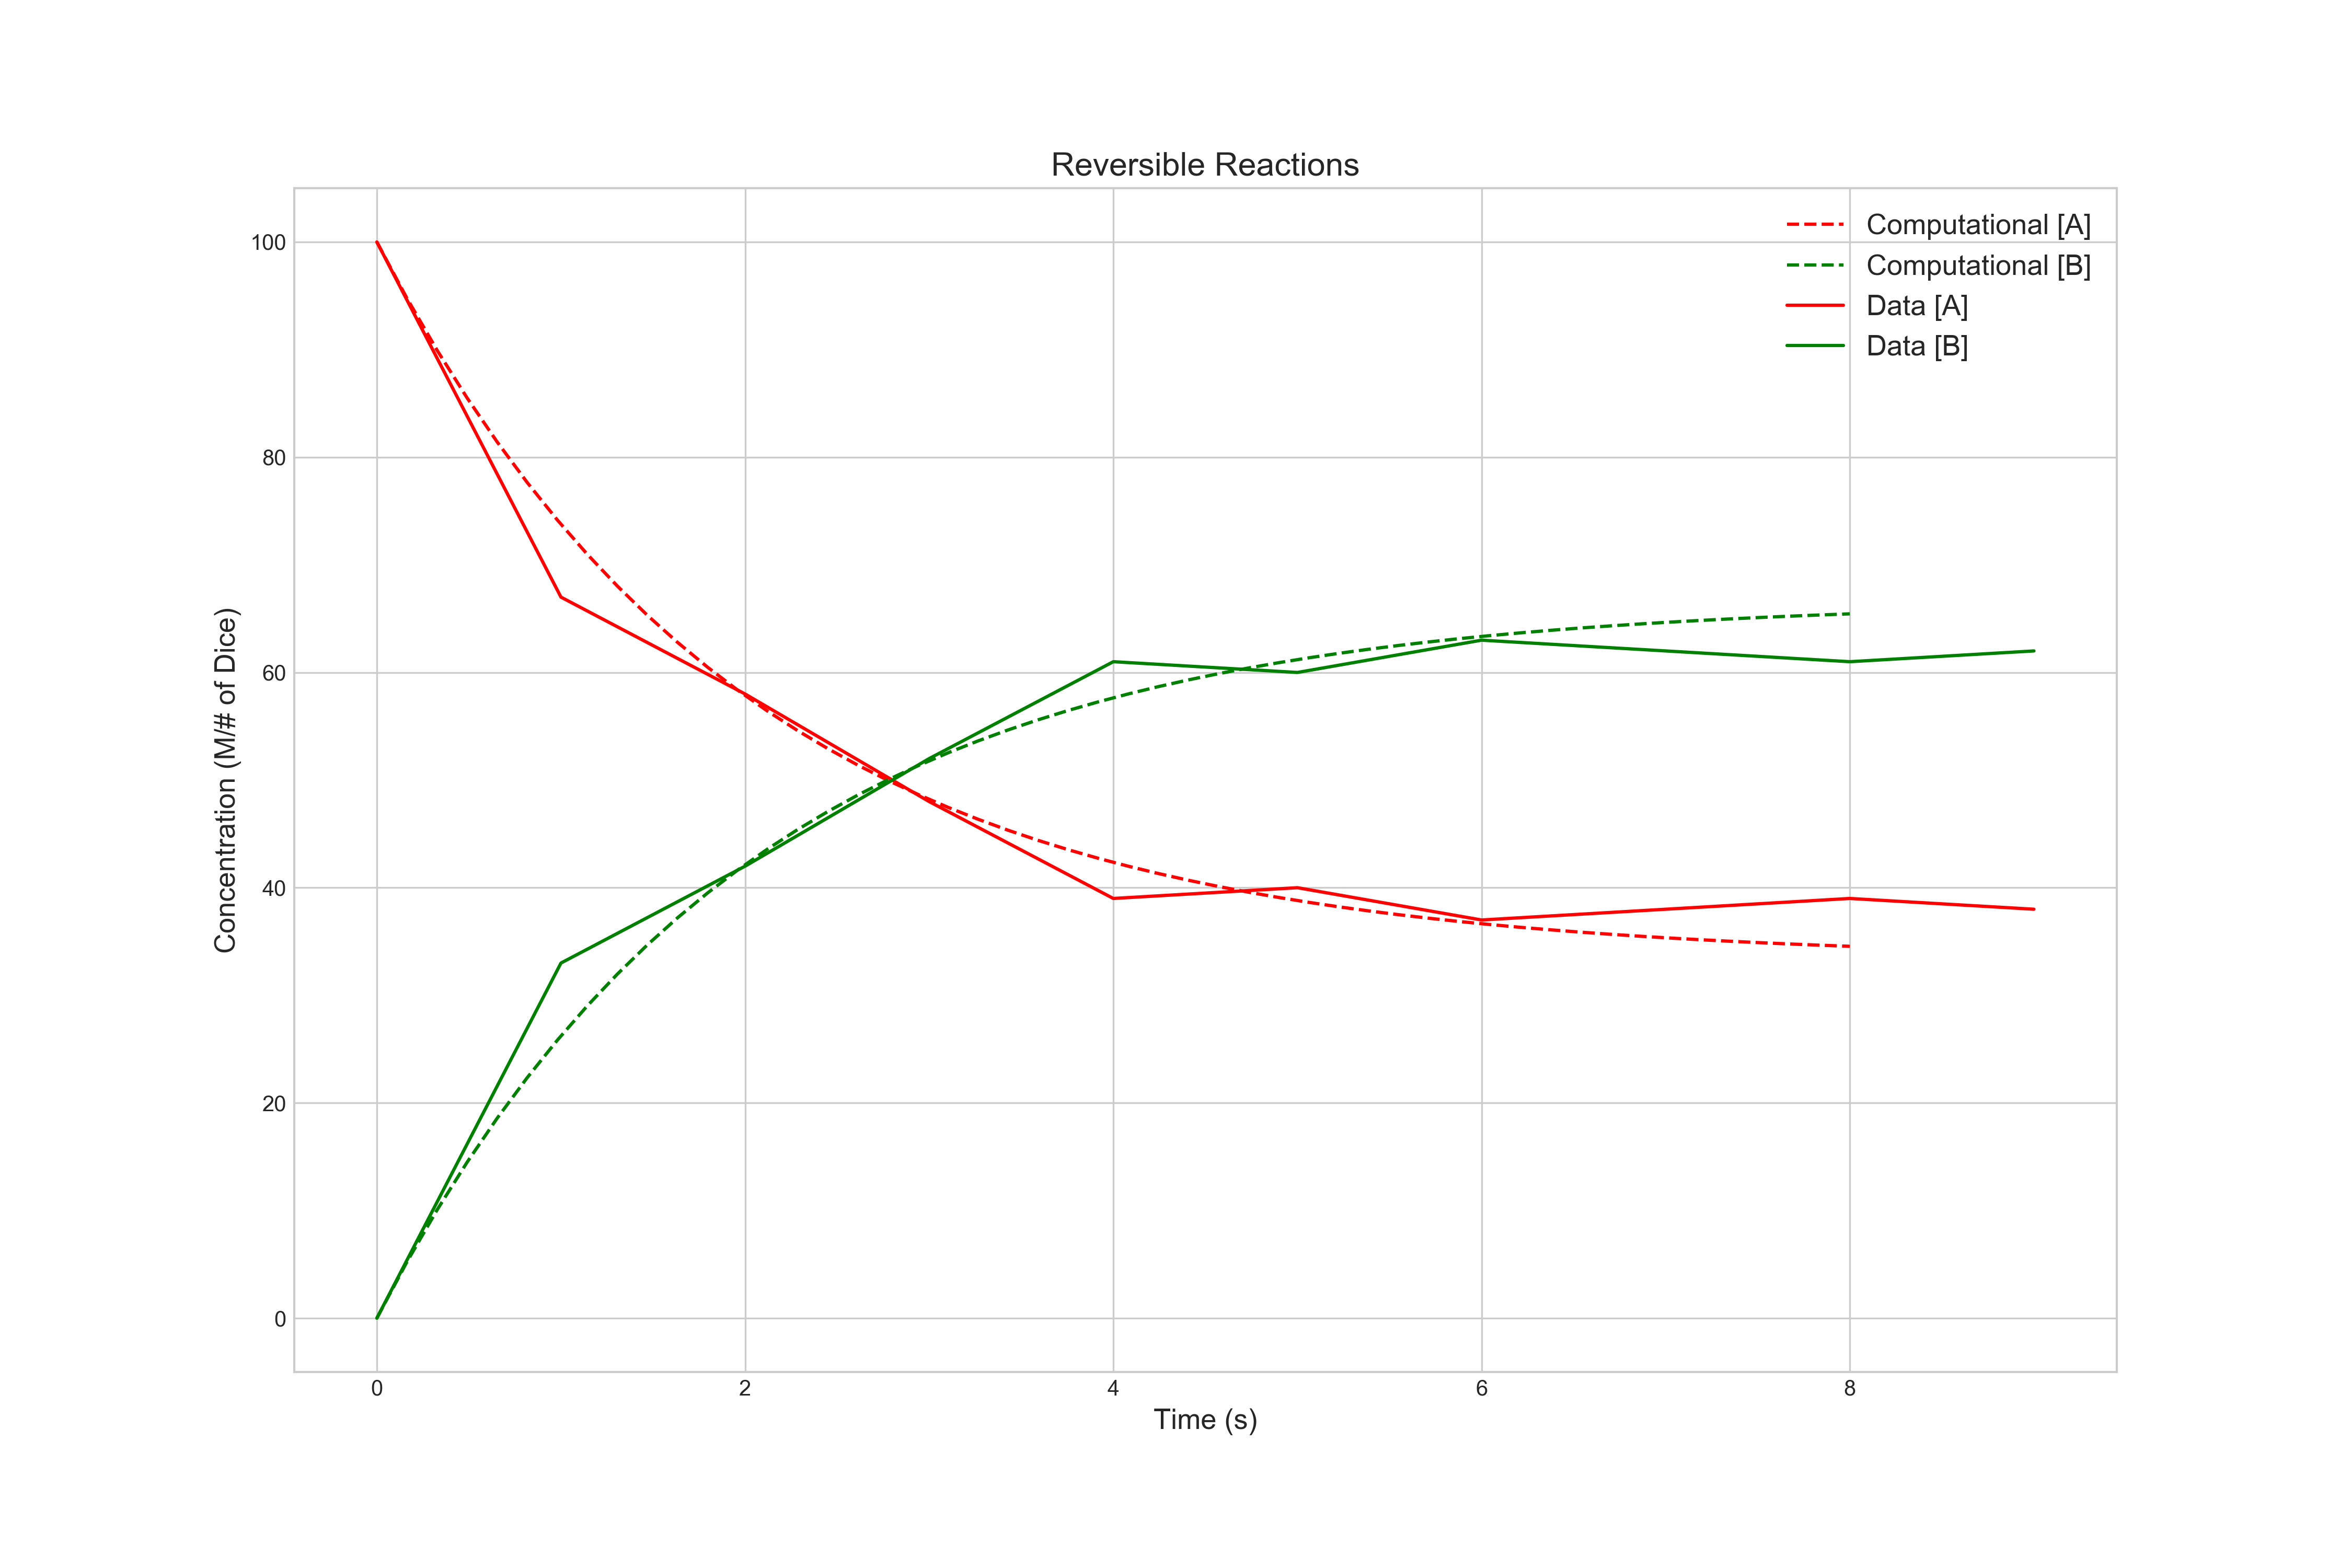 Reversible Reactions
Computational [A]
Computational [B]
Data [A]
Data [B]
Concentration (M/# of Dice)
100
80
60
40
20
0
0 2 4 6 8
Time (s)